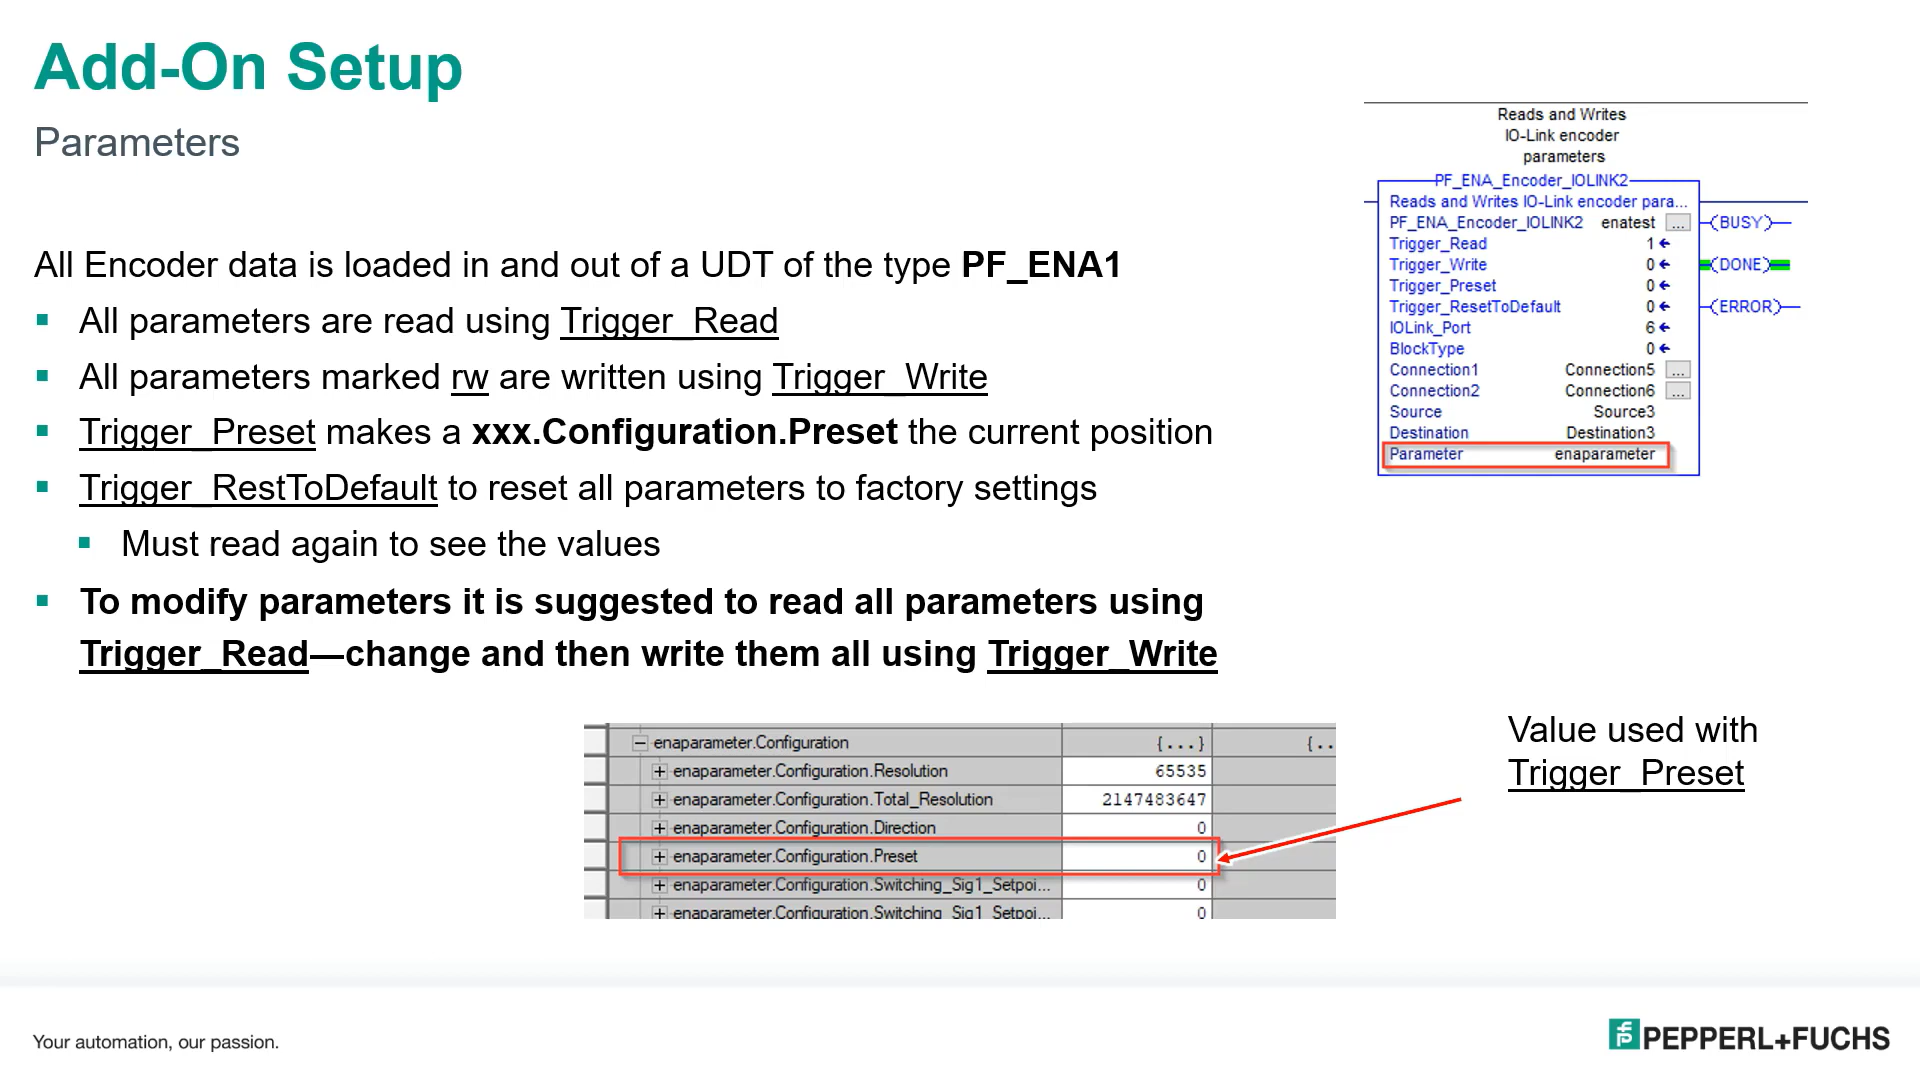 Add-On Setup
Parameters
All Encoder data is loaded in and out of a UDT of the type PF_ENA1
All parameters are read using Trigger_Read
All parameters marked rw are written using Trigger_Write
Trigger_Preset makes a xxx.Configuration.Preset the current position
Trigger_RestToDefault to reset all parameters to factory settings
Must read again to see the values
To modify parameters it is suggested to read all parameters using
Trigger_Read—change and then write them all using Trigger_Write
Reads and Writes
IO-Link encoder
parameters
PF_ENA_Encoder_IOLINK2
Reads and Writes IO-Link encoder para...
PF_ENA_Encoder_IOLINK2 enatest ... (BUSY)
Trigger_Read 1
Trigger_Write 0 (DONE)
Trigger_Preset 0
Trigger_ResetToDefault 0 (ERROR)
IOLink_Port 6
BlockType 0
Connection1 Connection5 ...
Connection2 Connection6 ...
Source Source3
Destination Destination3
Parameter enaparameter
enaparameter.Configuration {...} {..
enaparameter.Configuration.Resolution 65535
enaparameter.Configuration.Total_Resolution 2147483647
enaparameter.Configuration.Direction 0
enaparameter.Configuration.Preset 0
enaparameter.Configuration.Switching_Sig1_Setpoi... 0
enaparameter.Configuration.Switching_Sig1_Setpoi... 0
Value used with
Trigger_Preset
Your automation, our passion.
PEPPERL+FUCHS